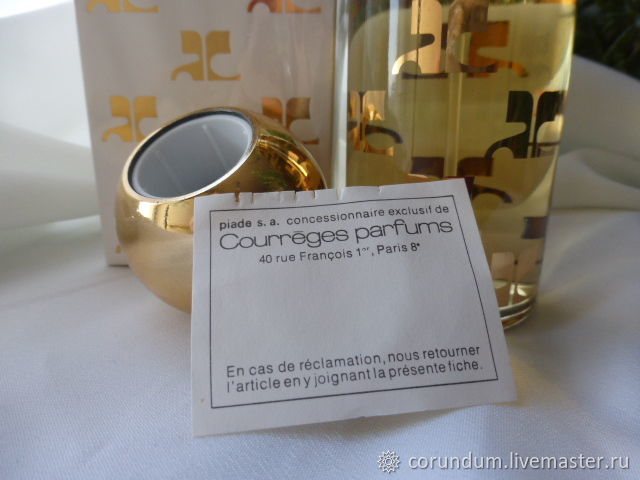 piade s.a. concessionnaire exclusif de
Courrèges parfums
40 rue François 1er, Paris 8e
En cas de réclamation, nous retourner
l'article en y joignant la présente fiche.
corundum.livemaster.ru